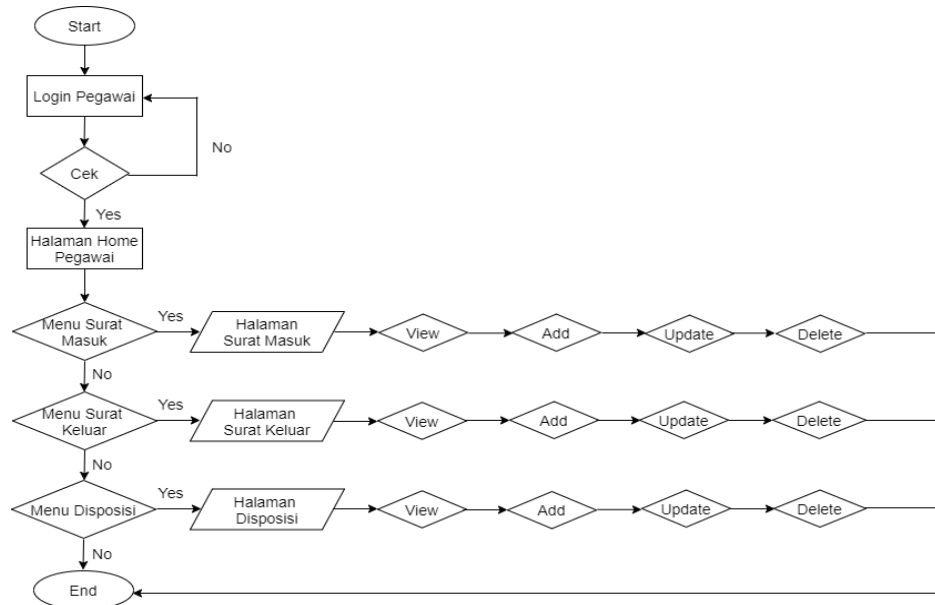 Start
Login Pegawai
No
Cek
Yes
Halaman Home
Pegawai
Menu Surat
Masuk
Yes
Halaman
Surat Masuk
View
Add
Update
Delete
No
Menu Surat
Keluar
Yes
Halaman
Surat Keluar
View
Add
Update
Delete
No
Menu Disposisi
Yes
Halaman
Disposisi
View
Add
Update
Delete
No
End